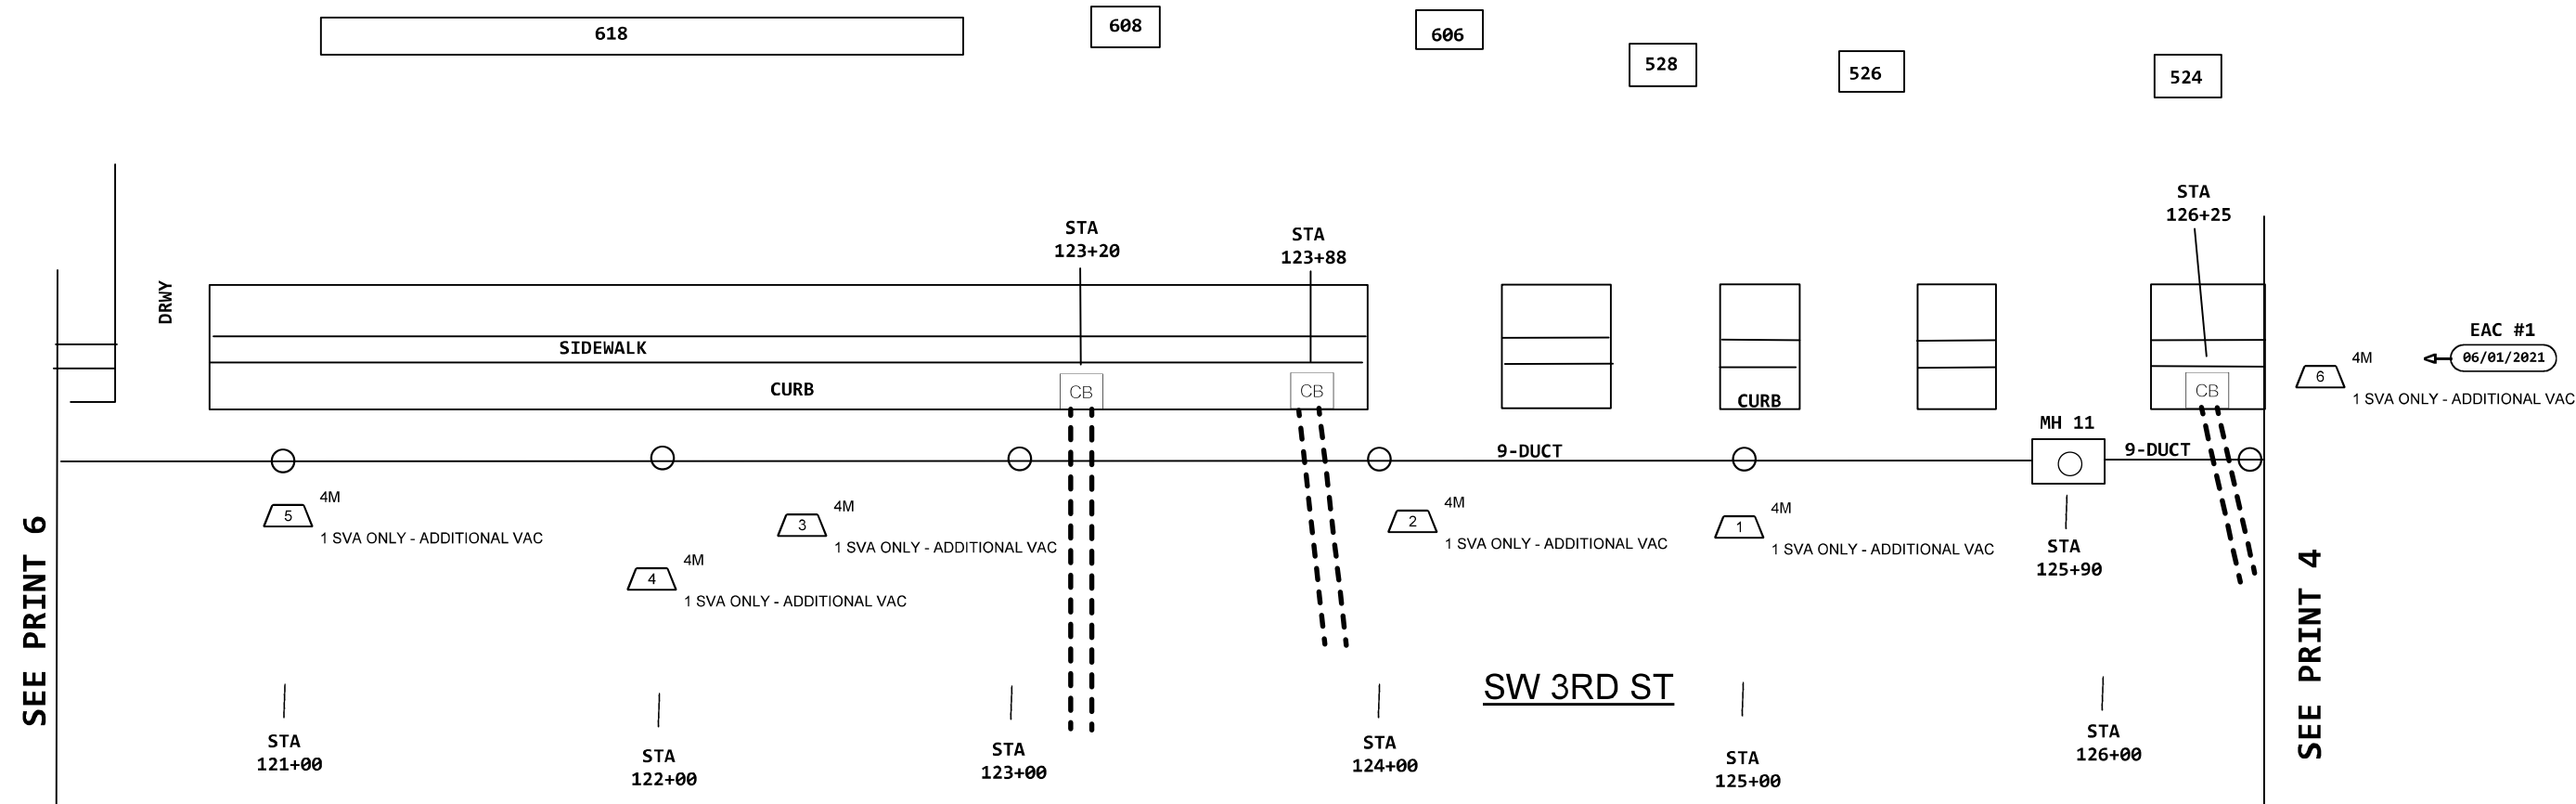 618
608
606
528
526
524
STA
126+25
STA
123+20
STA
123+88
DRWY
SIDEWALK
CURB
CB
CB
CURB
CB
EAC #1
06/01/2021
6
4M
1 SVA ONLY - ADDITIONAL VAC
MH 11
9-DUCT
9-DUCT
5
4M
1 SVA ONLY - ADDITIONAL VAC
4
4M
1 SVA ONLY - ADDITIONAL VAC
3
4M
1 SVA ONLY - ADDITIONAL VAC
2
4M
1 SVA ONLY - ADDITIONAL VAC
1
4M
1 SVA ONLY - ADDITIONAL VAC
STA
125+90
SEE PRINT 6
SEE PRINT 4
SW 3RD ST
STA
121+00
STA
122+00
STA
123+00
STA
124+00
STA
125+00
STA
126+00